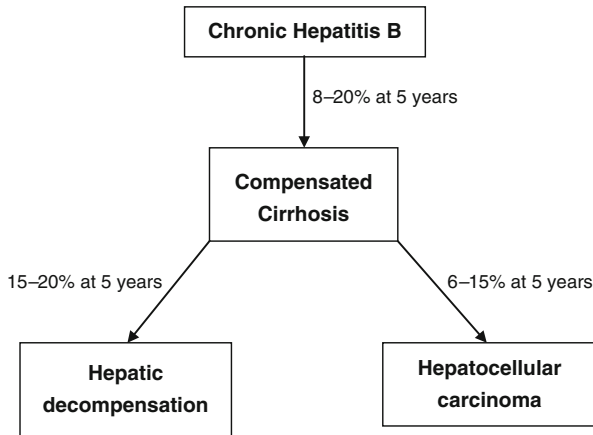 Chronic Hepatitis B
8–20% at 5 years
Compensated
Cirrhosis
15–20% at 5 years
6–15% at 5 years
Hepatic
decompensation
Hepatocellular
carcinoma